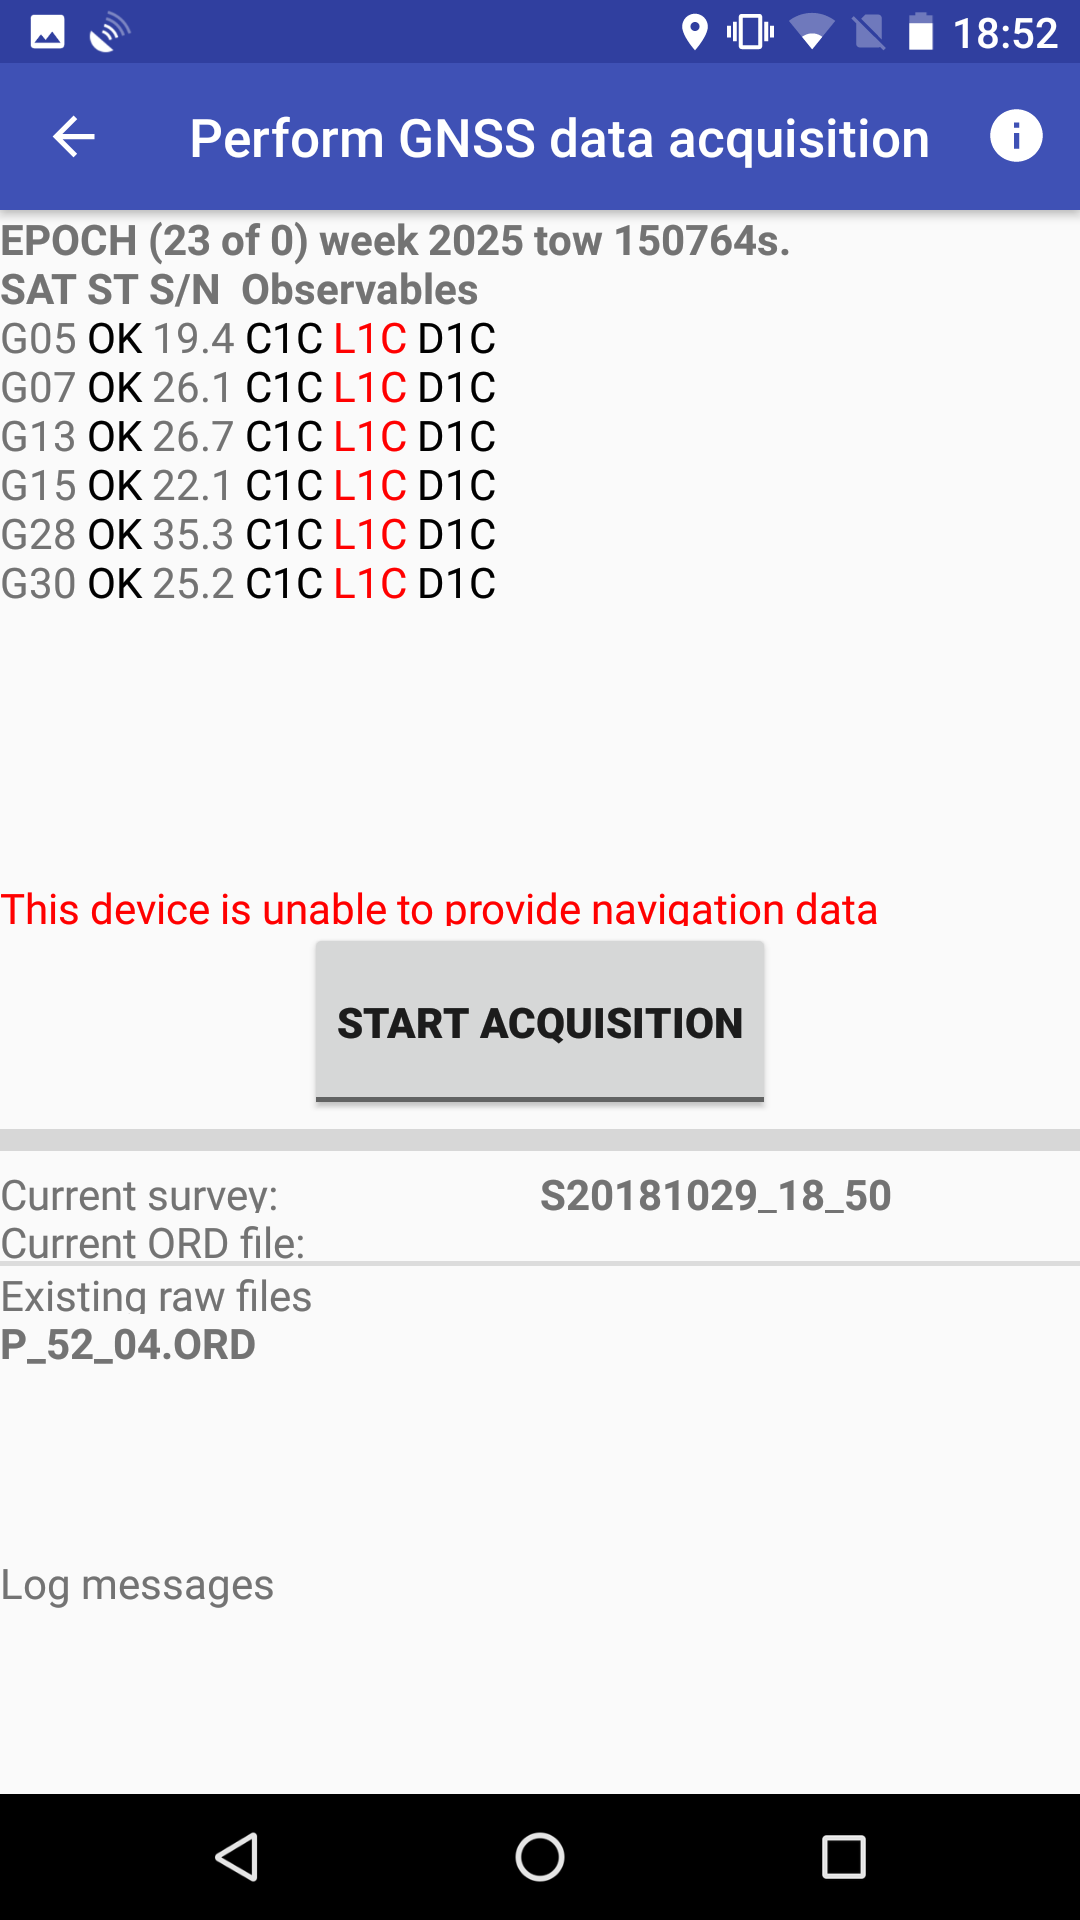 18:52
Perform GNSS data acquisition
EPOCH (23 of 0) week 2025 tow 150764s.
SAT ST S/N Observables
G05 OK 19.4 C1C L1C D1C
G07 OK 26.1 C1C L1C D1C
G13 OK 26.7 C1C L1C D1C
G15 OK 22.1 C1C L1C D1C
G28 OK 35.3 C1C L1C D1C
G30 OK 25.2 C1C L1C D1C
This device is unable to provide navigation data
START ACQUISITION
Current survey: S20181029_18_50
Current ORD file:
Existing raw files
P_52_04.ORD
Log messages